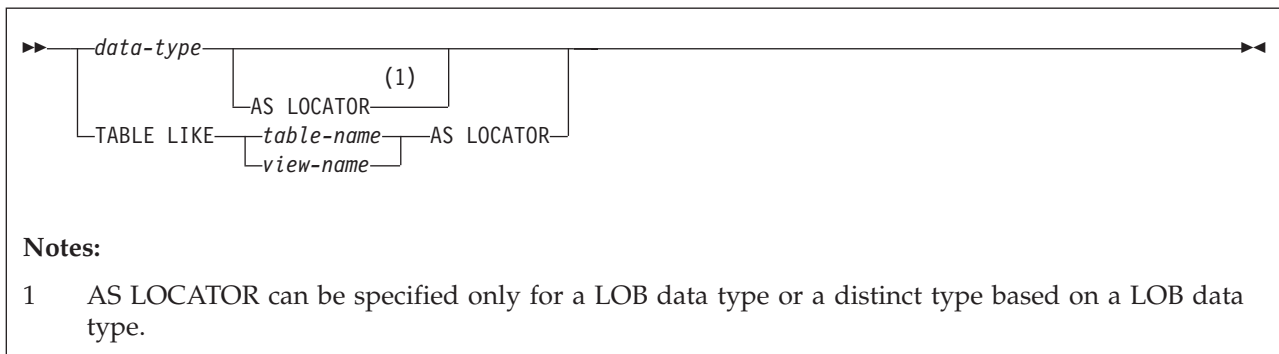 data-type
(1)
AS LOCATOR
TABLE LIKE table-name AS LOCATOR
view-name
Notes:
1 AS LOCATOR can be specified only for a LOB data type or a distinct type based on a LOB data
type.